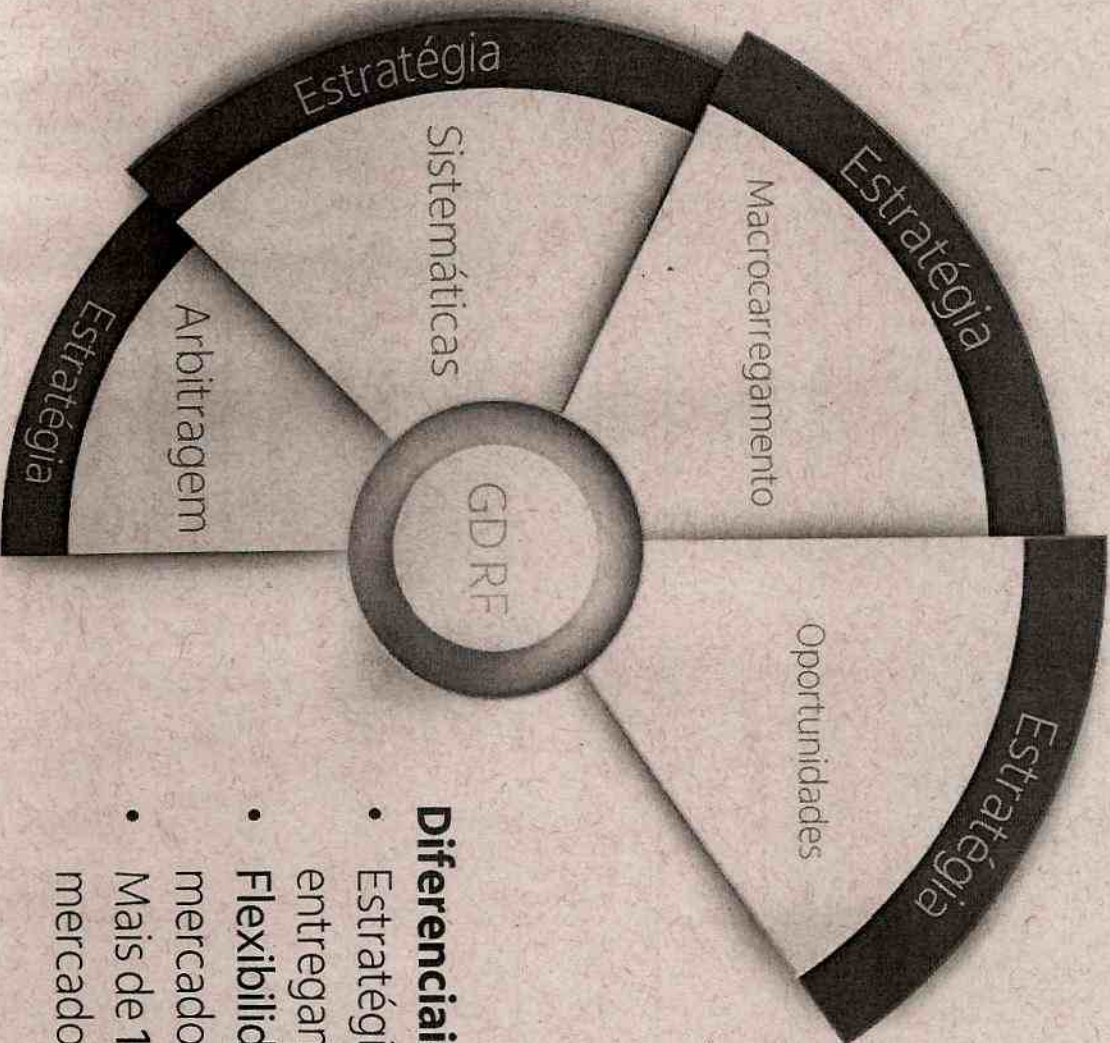 Estratégia
Oportunidades
Estratégia
Macrocarregamento
Estratégia
Sistemáticas
Estratégia
Arbitragem
GD RF
Diferenciai
• Estratégi
entregar
• Flexibilid
mercado
• Mais de 1
mercado